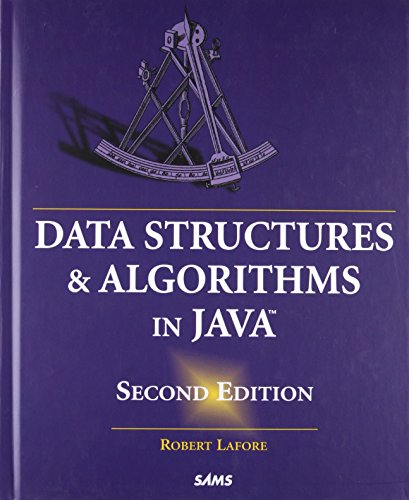 DATA STRUCTURES
& ALGORITHMS
IN JAVA™
SECOND EDITION
ROBERT LAFORE
SAMS